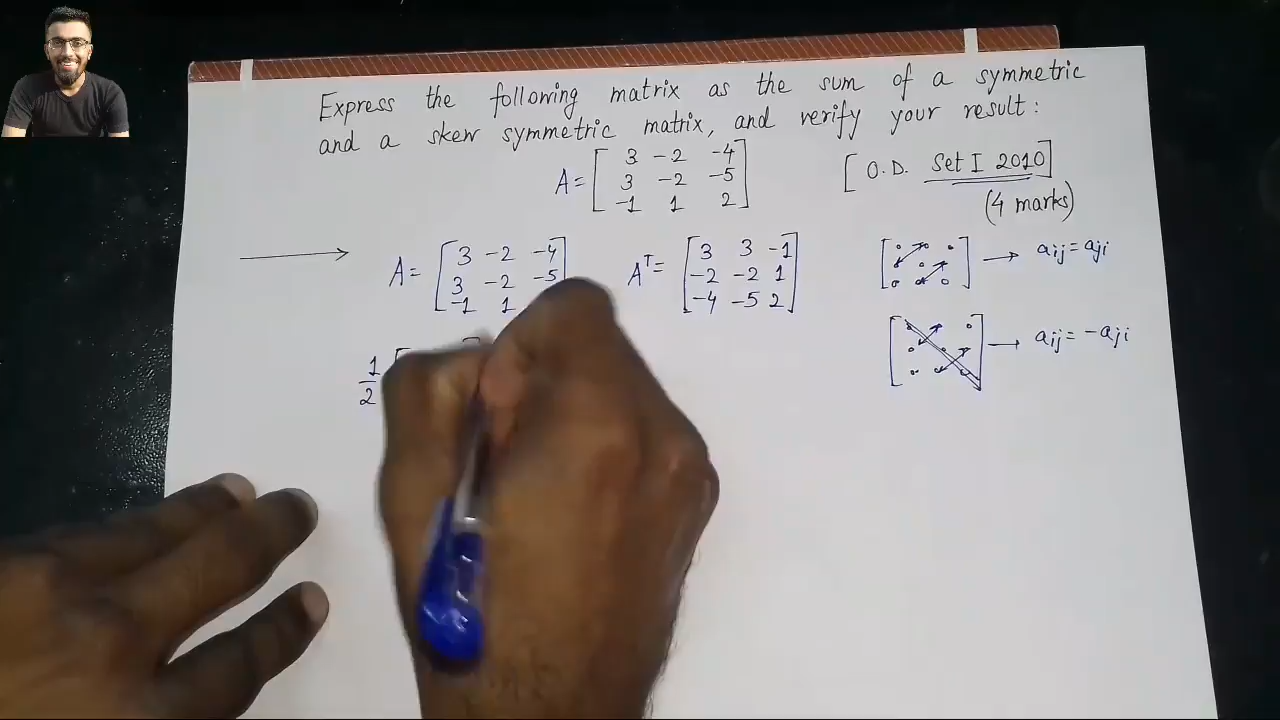 Express the following matrix as the sum of a symmetric
and a skew symmetric matrix, and verify your result:
A = [ 3 -2 -4
3 -2 -5
-1 1 2 ]
[ O.D. Set I 2010 ]
(4 marks)
A = [ 3 -2 -4
3 -2 -5
-1 1
Aᵀ = [ 3 3 -1
-2 -2 1
-4 -5 2 ]
→ aij = aji
→ aij = -aji
1/2 [